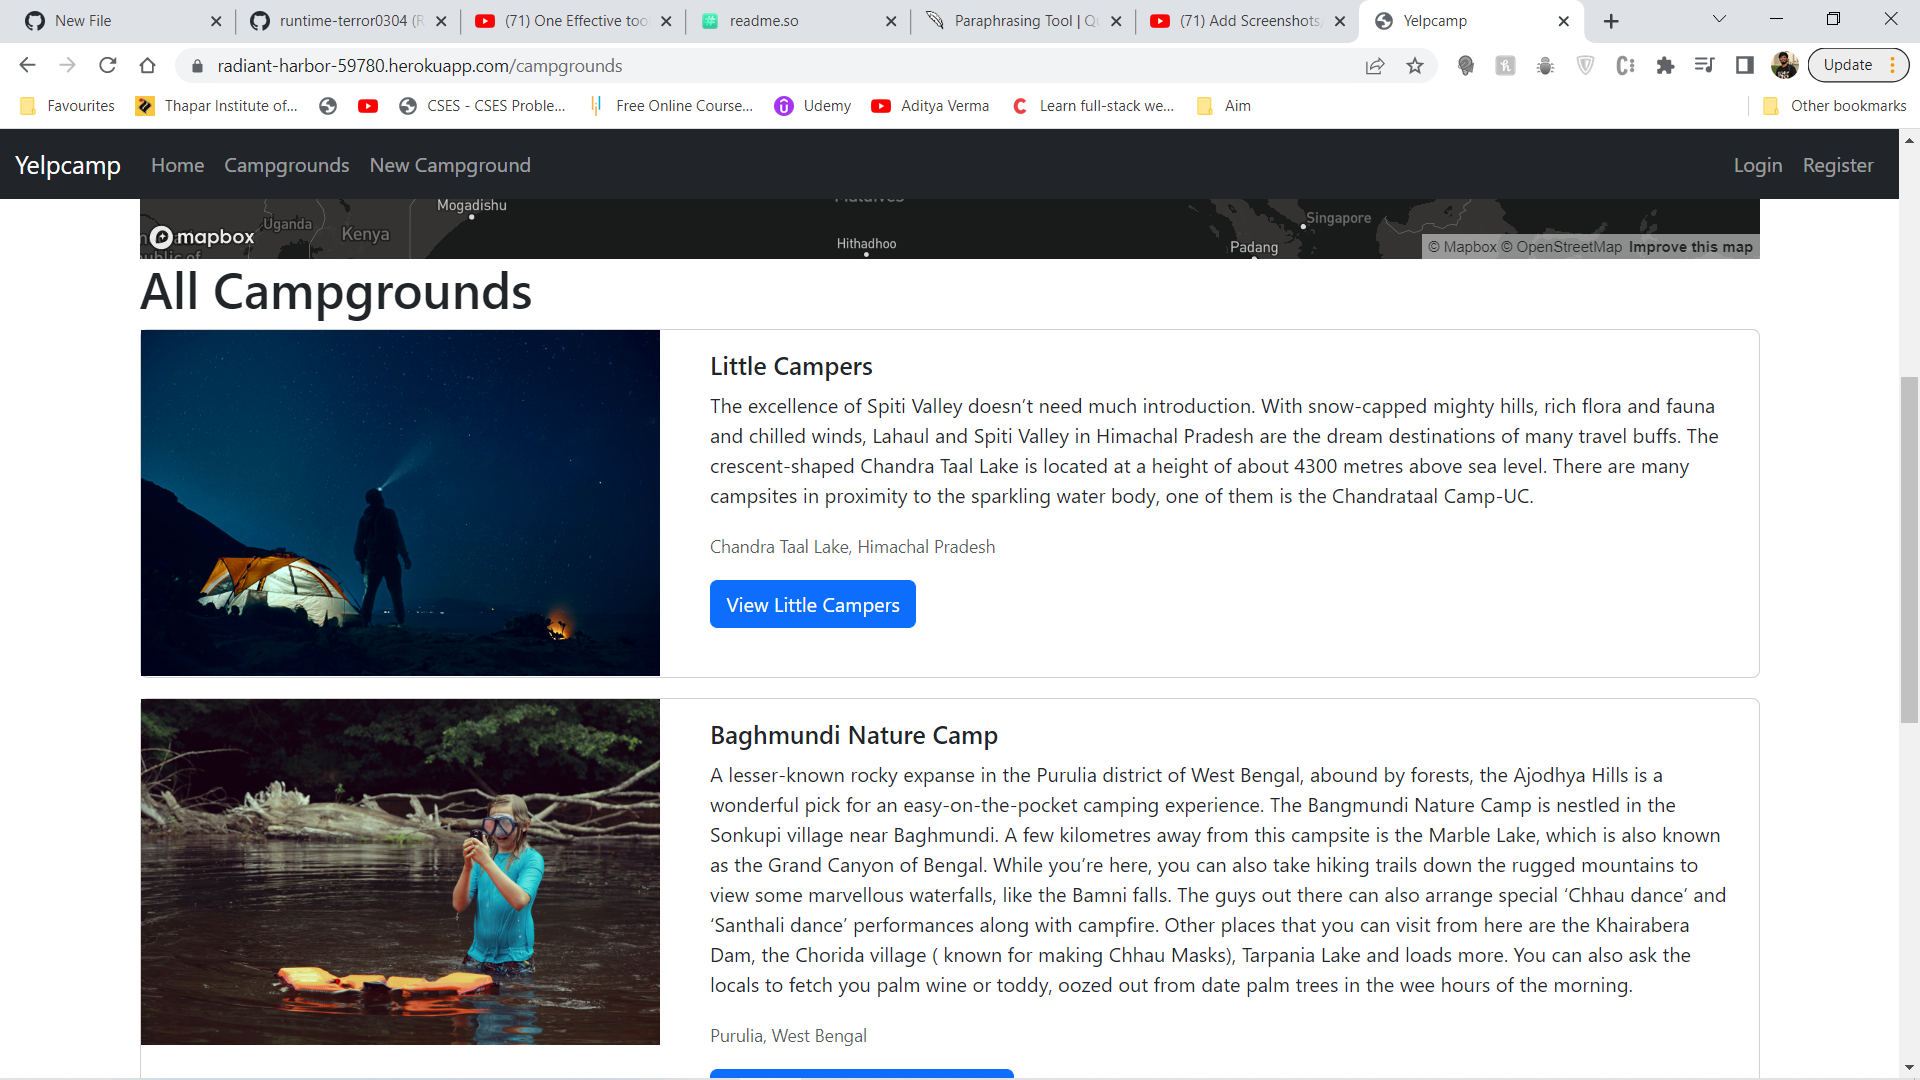 New File
runtime-terror0304 (R
(71) One Effective too
readme.so
Paraphrasing Tool | Qu
(71) Add Screenshots,
Yelpcamp
radiant-harbor-59780.herokuapp.com/campgrounds
Update
Favourites
Thapar Institute of...
CSES - CSES Proble...
Free Online Course...
Udemy
Aditya Verma
Learn full-stack we...
Aim
Other bookmarks
Yelpcamp
Home
Campgrounds
New Campground
Login
Register
Mogadishu
Maldives
Uganda
Kenya
Singapore
mapbox
Hithadhoo
Padang
© Mapbox © OpenStreetMap Improve this map
All Campgrounds
Little Campers
The excellence of Spiti Valley doesn’t need much introduction. With snow-capped mighty hills, rich flora and fauna
and chilled winds, Lahaul and Spiti Valley in Himachal Pradesh are the dream destinations of many travel buffs. The
crescent-shaped Chandra Taal Lake is located at a height of about 4300 metres above sea level. There are many
campsites in proximity to the sparkling water body, one of them is the Chandrataal Camp-UC.
Chandra Taal Lake, Himachal Pradesh
View Little Campers
Baghmundi Nature Camp
A lesser-known rocky expanse in the Purulia district of West Bengal, abound by forests, the Ajodhya Hills is a
wonderful pick for an easy-on-the-pocket camping experience. The Bangmundi Nature Camp is nestled in the
Sonkupi village near Baghmundi. A few kilometres away from this campsite is the Marble Lake, which is also known
as the Grand Canyon of Bengal. While you’re here, you can also take hiking trails down the rugged mountains to
view some marvellous waterfalls, like the Bamni falls. The guys out there can also arrange special ‘Chhau dance’ and
‘Santhali dance’ performances along with campfire. Other places that you can visit from here are the Khairabera
Dam, the Chorida village ( known for making Chhau Masks), Tarpania Lake and loads more. You can also ask the
locals to fetch you palm wine or toddy, oozed out from date palm trees in the wee hours of the morning.
Purulia, West Bengal